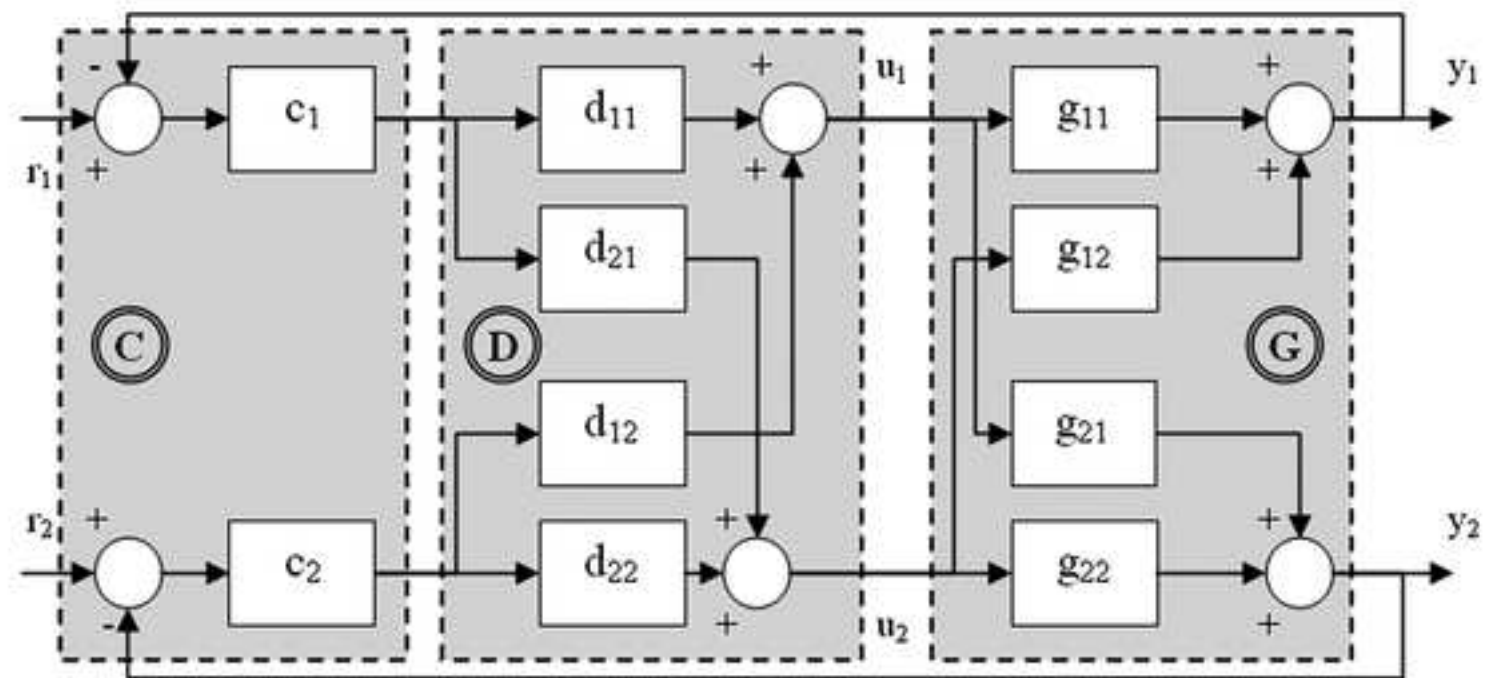 - + u₁ y₁
c₁ d₁₁ g₁₁
r₁ + + +
d₂₁ g₁₂
C D G
d₁₂ g₂₁
r₂ + + + y₂
c₂ d₂₂ g₂₂
- + u₂ +
+